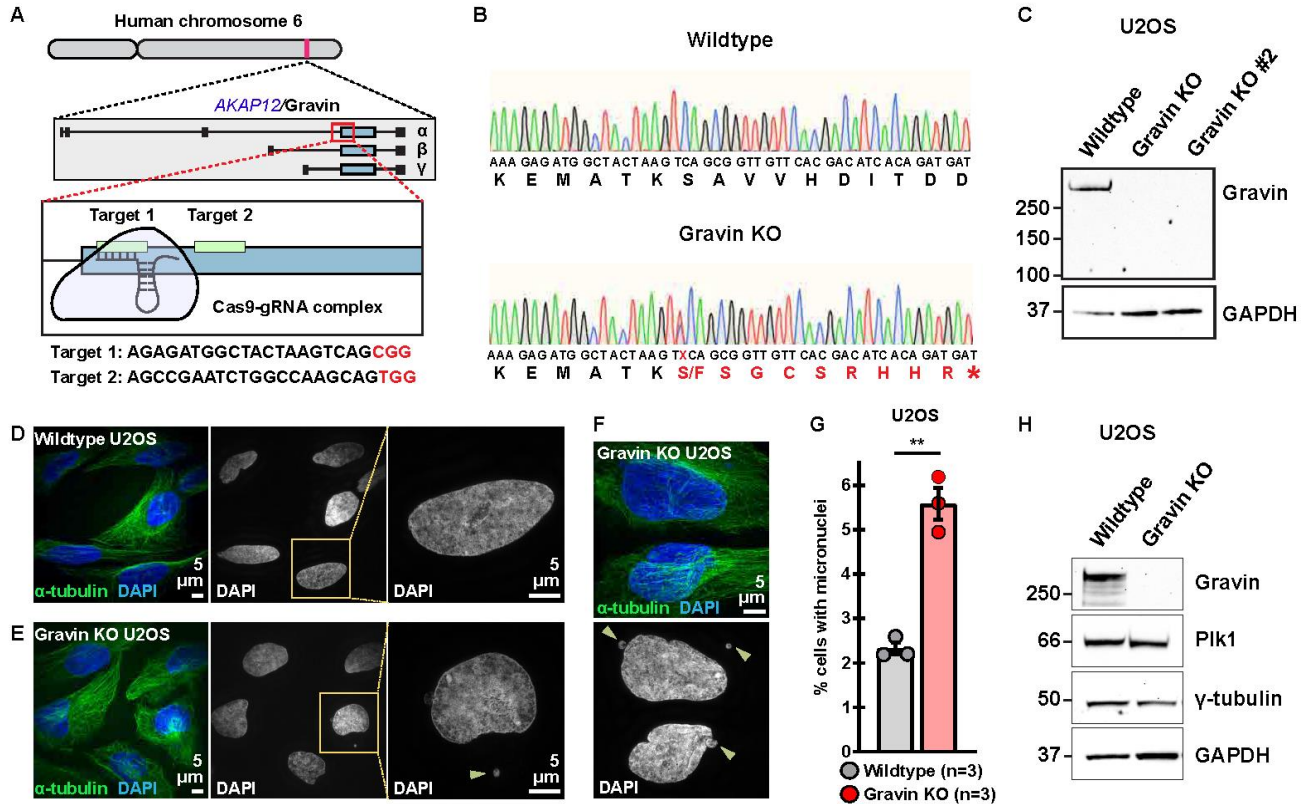 A
Human chromosome 6
AKAP12/Gravin
α
β
γ
Target 1 Target 2
Cas9-gRNA complex
Target 1: AGAGATGGCTACTAAGTCAGCGG
Target 2: AGCCGAATCTGGCCAAGCAGTGG
B
Wildtype
AAA GAG ATG GCT ACT AAG TCA GCG GTT GTT CAC GAC ATC ACA GAT GAT
K E M A T K S A V V H D I T D D
Gravin KO
AAA GAG ATG GCT ACT AAG TXCA GCG GTT GTT CAC GAC ATC ACA GAT GAT
K E M A T K S/F S G C S R H H R *
C
U2OS
Wildtype
Gravin KO
Gravin KO #2
250
150
100
Gravin
37
GAPDH
D
Wildtype U2OS
α-tubulin DAPI
5
µm
DAPI
DAPI
5
µm
E
Gravin KO U2OS
α-tubulin DAPI
5
µm
DAPI
DAPI
5
µm
F
Gravin KO U2OS
α-tubulin DAPI
5
µm
DAPI
G
U2OS
**
% cells with micronuclei
6
5
4
3
2
1
0
Wildtype (n=3)
Gravin KO (n=3)
H
U2OS
Wildtype
Gravin KO
250
Gravin
66
Plk1
50
γ-tubulin
37
GAPDH